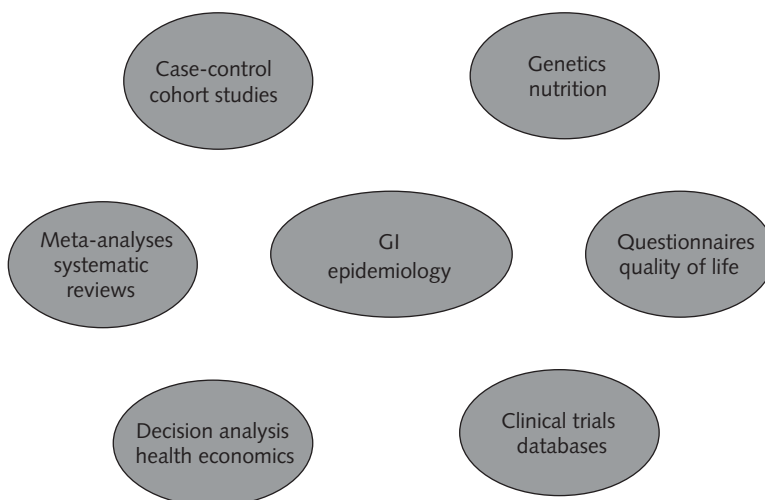 Case-control
cohort studies
Genetics
nutrition
Meta-analyses
systematic
reviews
GI
epidemiology
Questionnaires
quality of life
Decision analysis
health economics
Clinical trials
databases